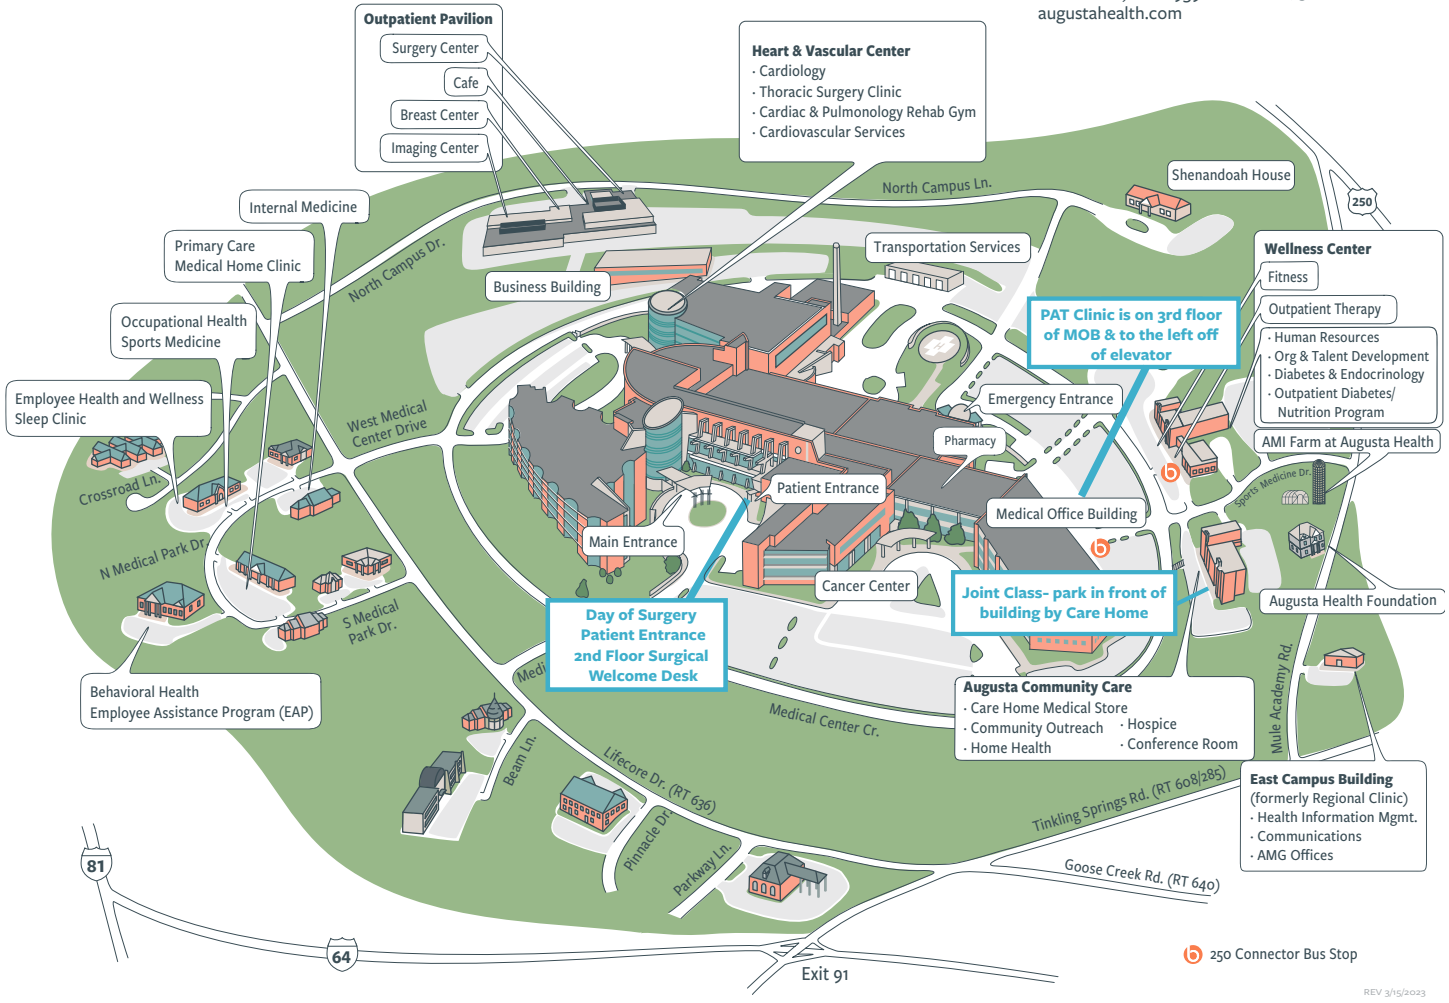 augustahealth.com
Outpatient Pavilion
Surgery Center
Cafe
Breast Center
Imaging Center
Heart & Vascular Center
· Cardiology
· Thoracic Surgery Clinic
· Cardiac & Pulmonology Rehab Gym
· Cardiovascular Services
North Campus Ln.
Shenandoah House
250
Internal Medicine
Primary Care
Medical Home Clinic
North Campus Dr.
Business Building
Transportation Services
Wellness Center
Fitness
Outpatient Therapy
· Human Resources
· Org & Talent Development
· Diabetes & Endocrinology
· Outpatient Diabetes/
Nutrition Program
AMI Farm at Augusta Health
PAT Clinic is on 3rd floor
of MOB & to the left off
of elevator
Occupational Health
Sports Medicine
Employee Health and Wellness
Sleep Clinic
West Medical
Center Drive
Emergency Entrance
Pharmacy
Crossroad Ln.
Patient Entrance
Medical Office Building
b
Sports Medicine Dr.
Main Entrance
b
N Medical Park Dr.
Cancer Center
Joint Class- park in front of
building by Care Home
Augusta Health Foundation
S Medical
Park Dr.
Day of Surgery
Patient Entrance
2nd Floor Surgical
Welcome Desk
Medi
Behavioral Health
Employee Assistance Program (EAP)
Medical Center Cr.
Augusta Community Care
· Care Home Medical Store
· Community Outreach
· Home Health
· Hospice
· Conference Room
Mule Academy Rd.
Beam Ln.
Lifecore Dr. (RT 636)
Pinnacle Dr.
Parkway Ln.
Tinkling Springs Rd. (RT 608/285)
Goose Creek Rd. (RT 640)
East Campus Building
(formerly Regional Clinic)
· Health Information Mgmt.
· Communications
· AMG Offices
81
64
Exit 91
b 250 Connector Bus Stop
REV 3/15/2023